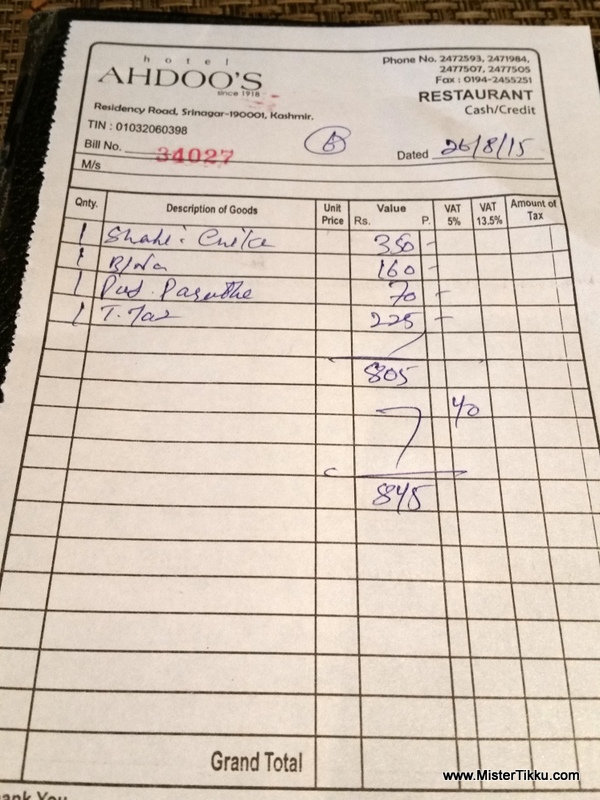 hotel
AHDOO'S
since 1918
Residency Road, Srinagar-190001, Kashmir.
TIN : 01032060398
Phone No. 2472593, 2471984,
2477507, 2477505
Fax : 0194-2455251
RESTAURANT
Cash/Credit
Bill No. 34027
Dated 26/8/15
M/s
Qnty. Description of Goods Unit Price Value Rs. P. VAT 5% VAT 13.5% Amount of Tax
1 Shahi 350 -
1 160 -
1 Pud. 70 -
1 225 -
805
40
845
Grand Total
You
www.MisterTikku.com